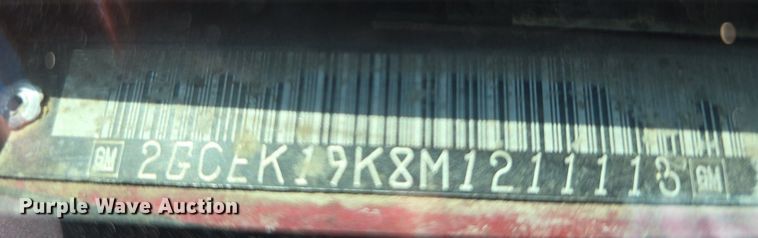 GM 2GCEK19K8M1211113 GM
Purple Wave Auction